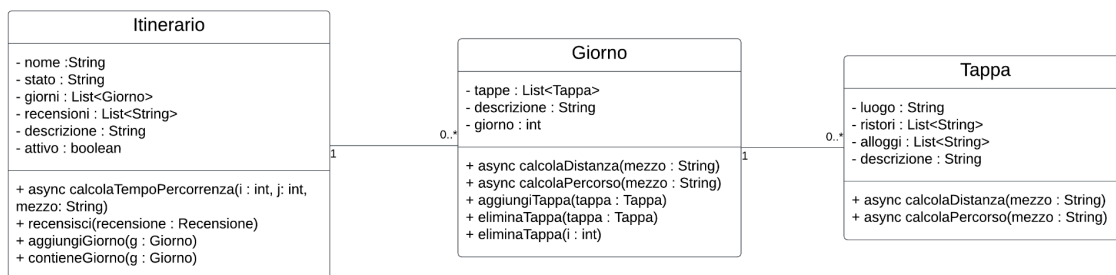 Itinerario
- nome :String
- stato : String
- giorni : List<Giorno>
- recensioni : List<String>
- descrizione : String
- attivo : boolean
+ async calcolaTempoPercorrenza(i : int, j: int,
mezzo: String)
+ recensisci(recensione : Recensione)
+ aggiungiGiorno(g : Giorno)
+ contieneGiorno(g : Giorno)
1
0..*
Giorno
- tappe : List<Tappa>
- descrizione : String
- giorno : int
+ async calcolaDistanza(mezzo : String)
+ async calcolaPercorso(mezzo : String)
+ aggiungiTappa(tappa : Tappa)
+ eliminaTappa(tappa : Tappa)
+ eliminaTappa(i : int)
1
0..*
Tappa
- luogo : String
- ristori : List<String>
- alloggi : List<String>
- descrizione : String
+ async calcolaDistanza(mezzo : String)
+ async calcolaPercorso(mezzo : String)